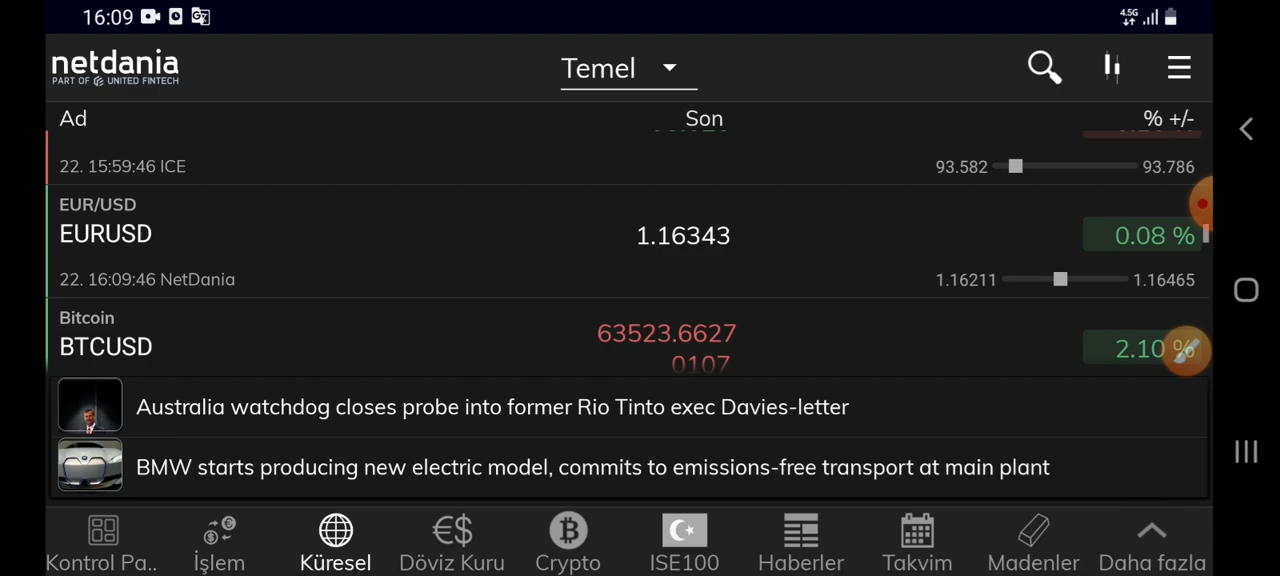 16:09
4.5G
netdania
PART OF UNITED FINTECH
Temel
Ad Son % +/-
22. 15:59:46 ICE 93.582 93.786
EUR/USD
EURUSD 1.16343 0.08 %
22. 16:09:46 NetDania 1.16211 1.16465
Bitcoin
BTCUSD 63523.6627 2.10 %
0107
Australia watchdog closes probe into former Rio Tinto exec Davies-letter
BMW starts producing new electric model, commits to emissions-free transport at main plant
Kontrol Pa.. İşlem Küresel Döviz Kuru Crypto ISE100 Haberler Takvim Madenler Daha fazla